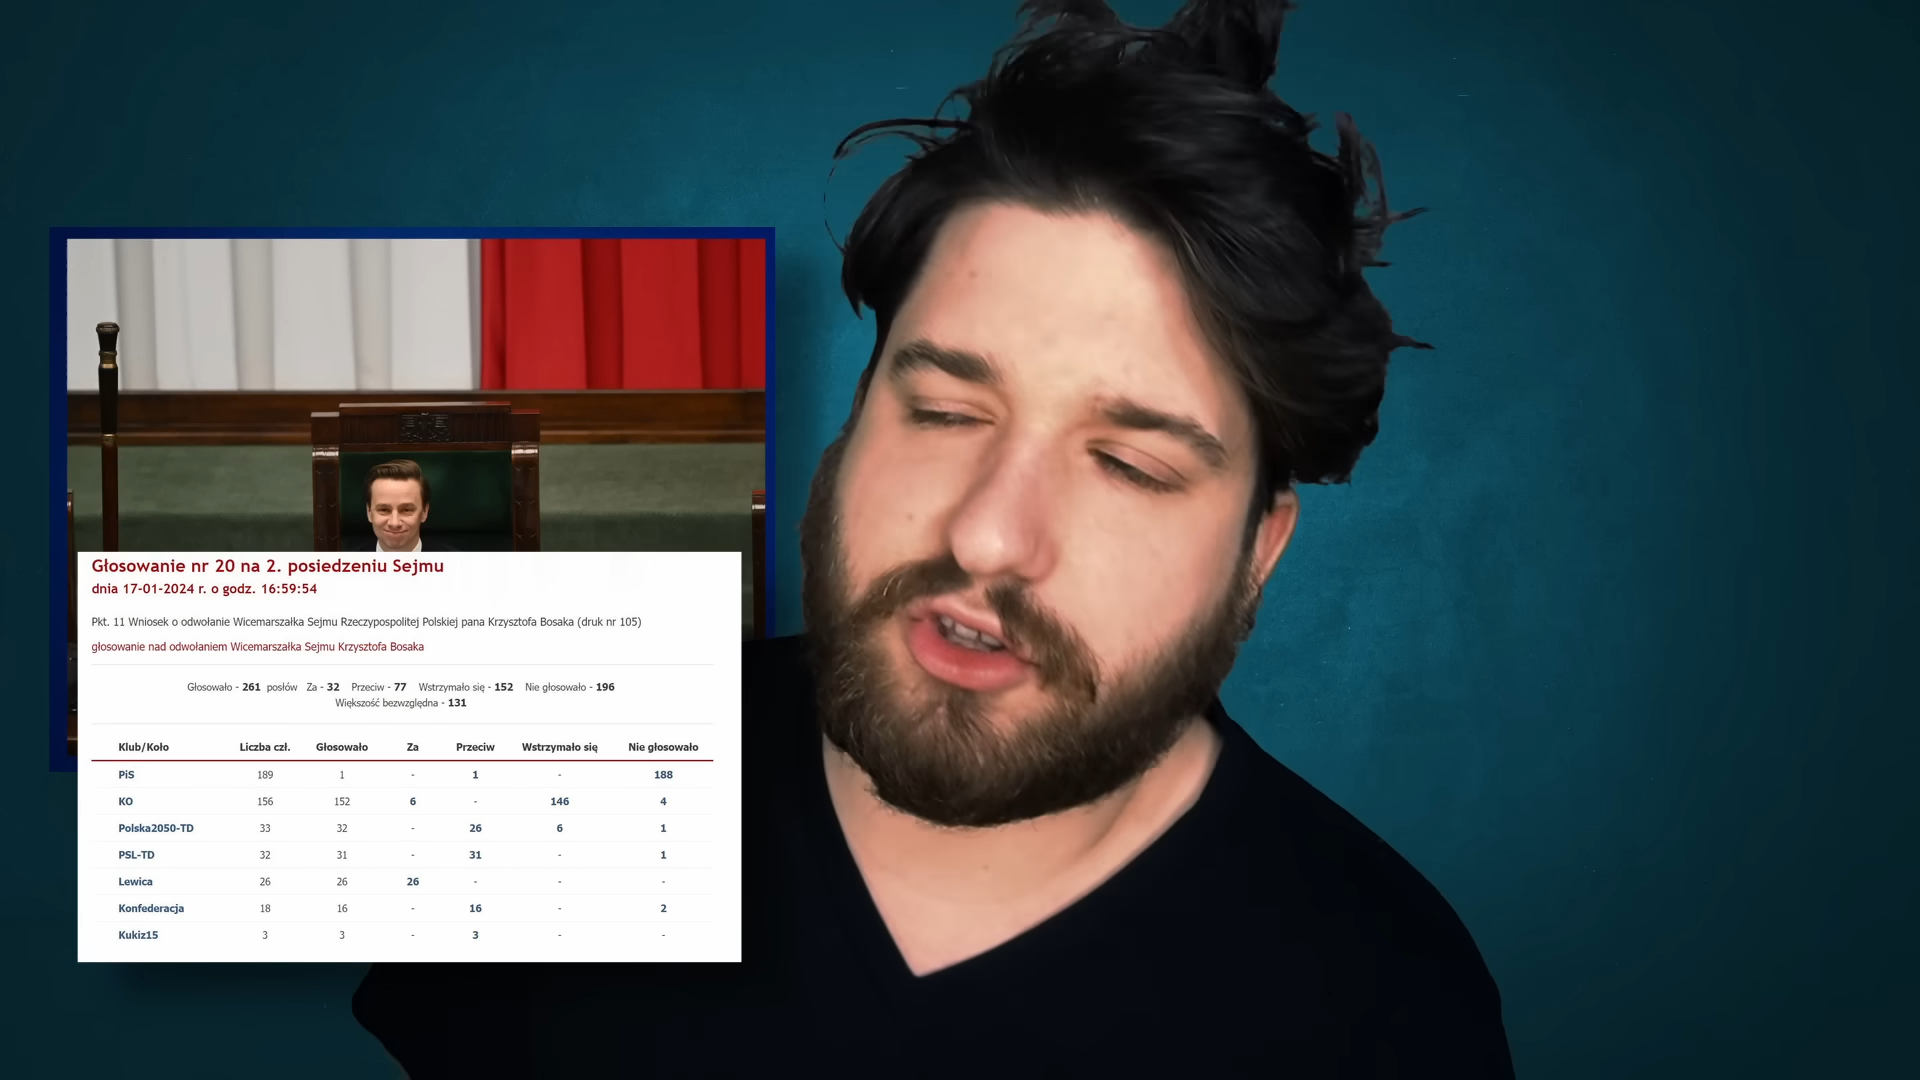 Głosowanie nr 20 na 2. posiedzeniu Sejmu
dnia 17-01-2024 r. o godz. 16:59:54
Pkt. 11 Wniosek o odwołanie Wicemarszałka Sejmu Rzeczypospolitej Polskiej pana Krzysztofa Bosaka (druk nr 105)
głosowanie nad odwołaniem Wicemarszałka Sejmu Krzysztofa Bosaka
Głosowało - 261 posłów Za - 32 Przeciw - 77 Wstrzymało się - 152 Nie głosowało - 196
Większość bezwzględna - 131
Klub/Koło Liczba czł. Głosowało Za Przeciw Wstrzymało się Nie głosowało
PiS 189 1 - 1 - 188
KO 156 152 6 - 146 4
Polska2050-TD 33 32 - 26 6 1
PSL-TD 32 31 - 31 - 1
Lewica 26 26 26 - - -
Konfederacja 18 16 - 16 - 2
Kukiz15 3 3 - 3 - -